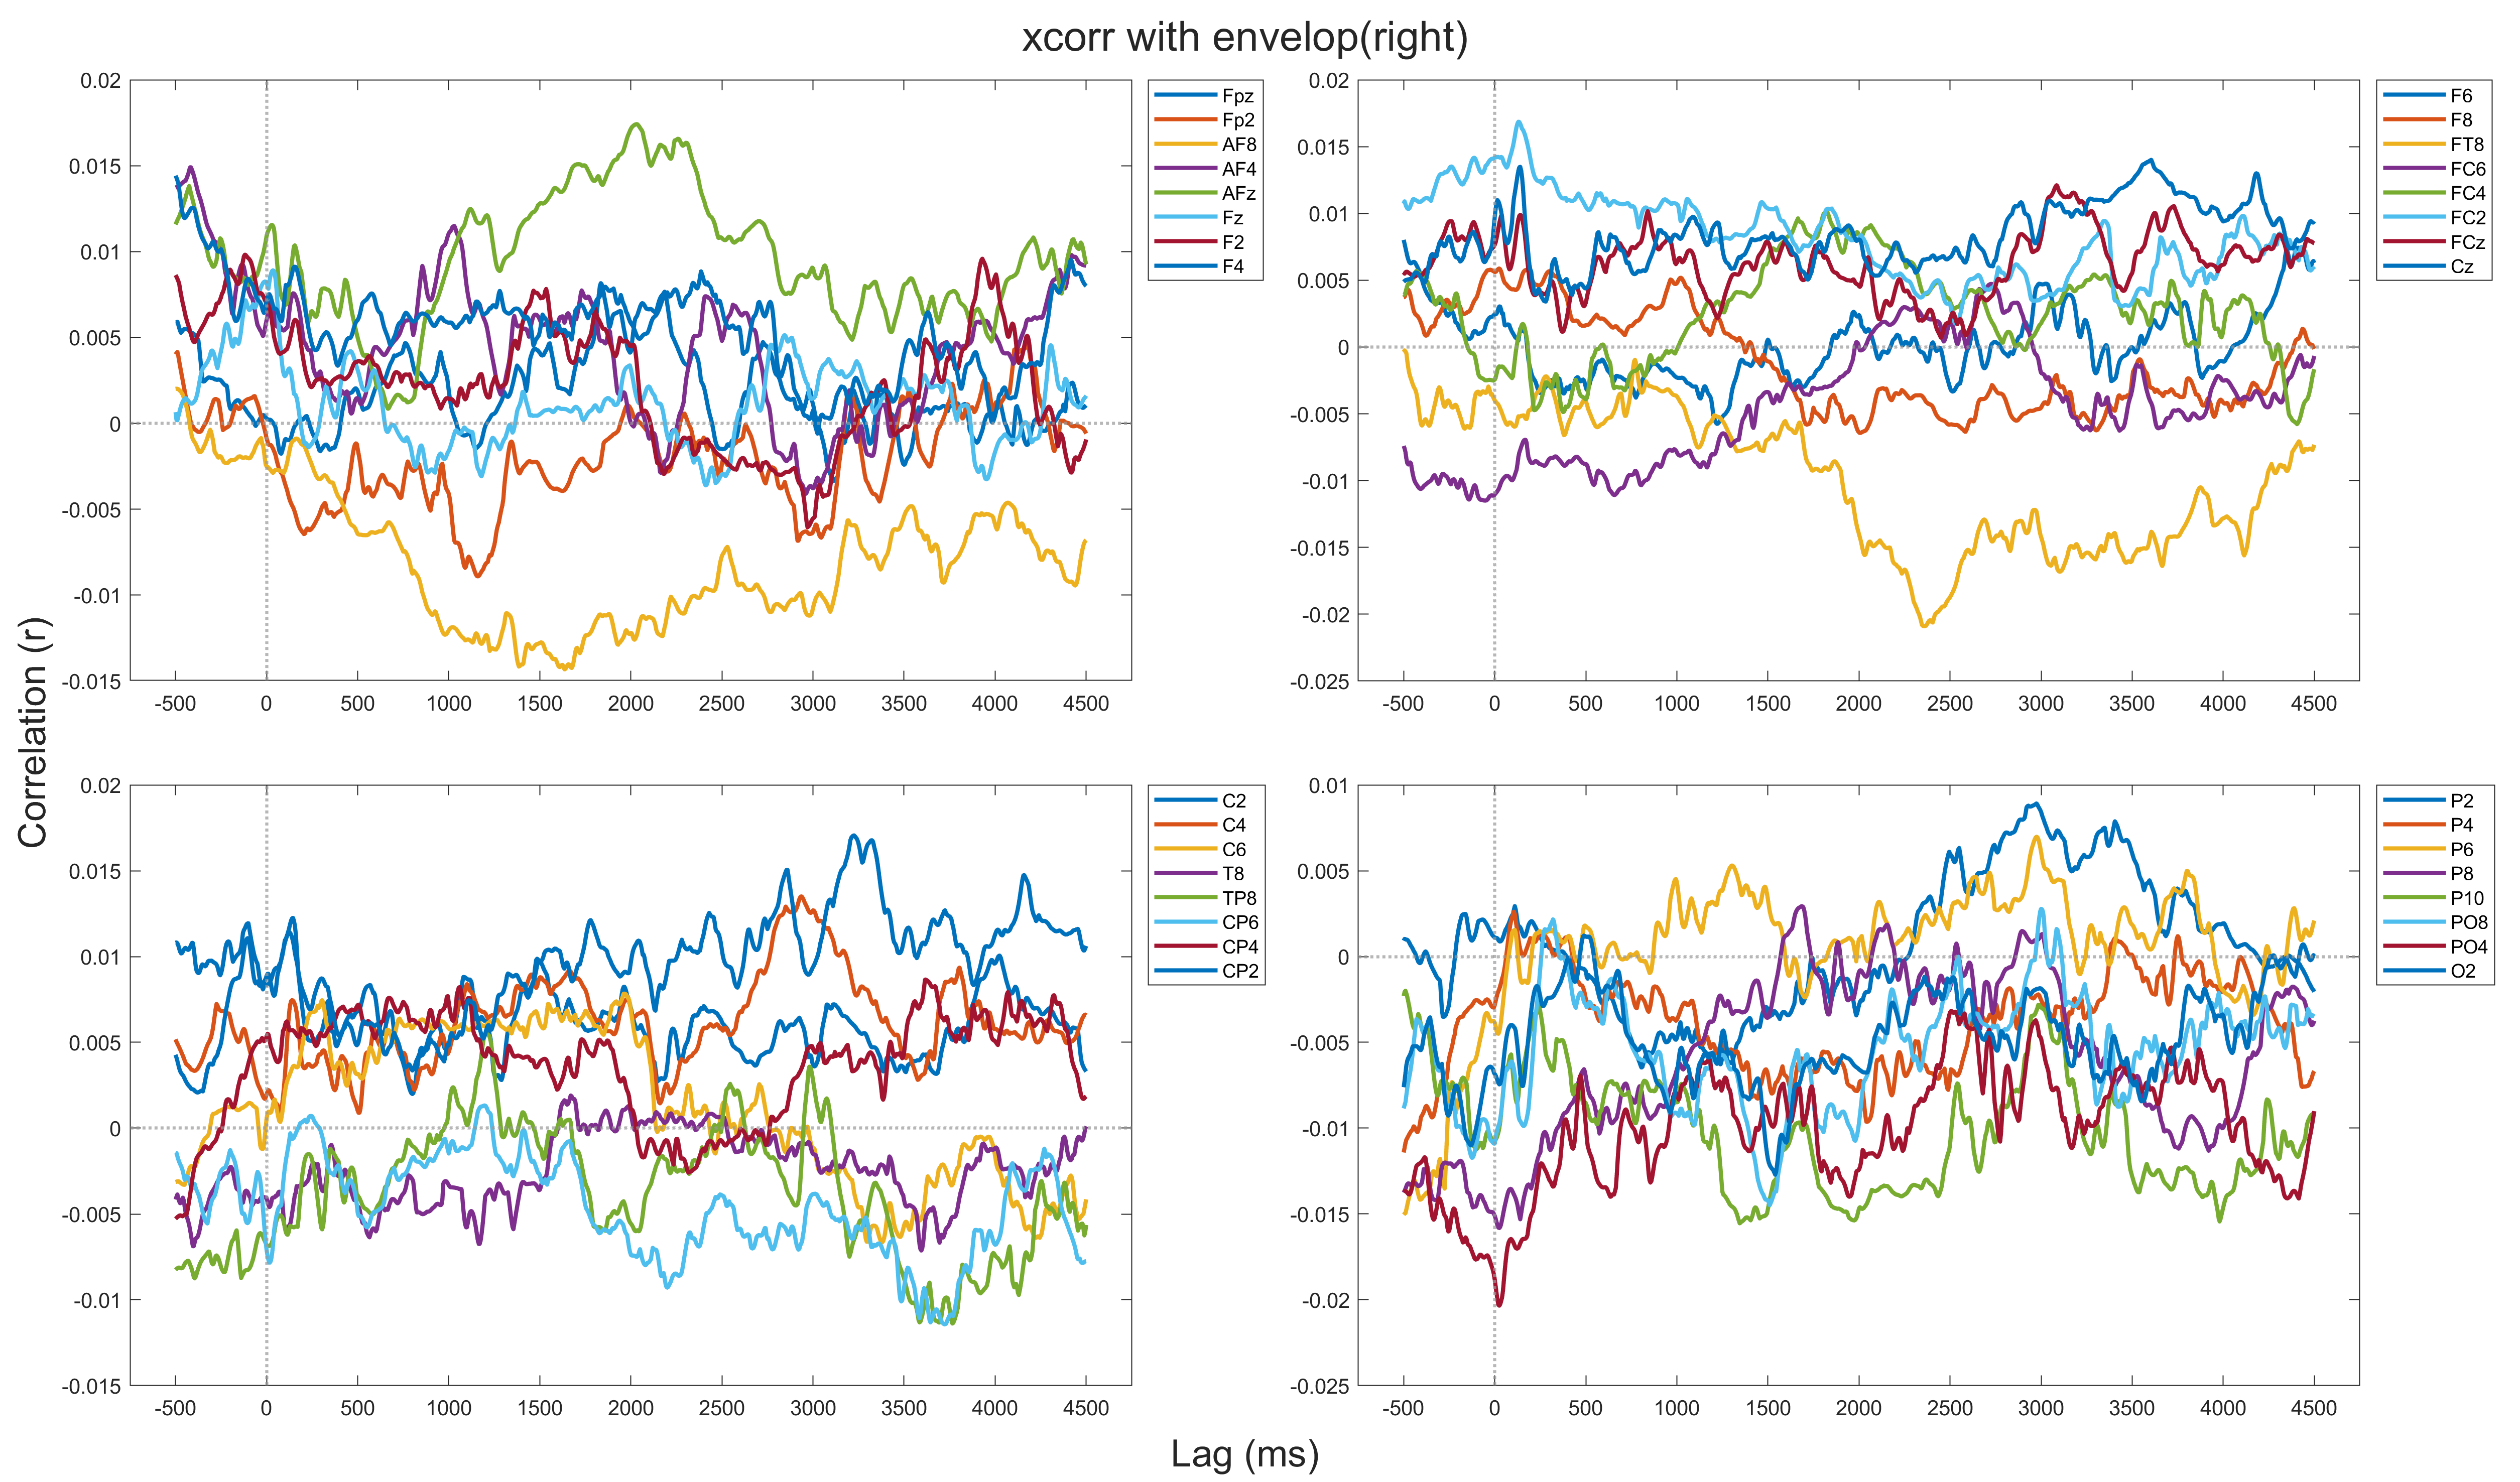 xcorr with envelop(right)
Correlation (r)
0.02
0.015
0.01
0.005
0
-0.005
-0.01
-0.015
-500 0 500 1000 1500 2000 2500 3000 3500 4000 4500
Fpz
Fp2
AF8
AF4
AFz
Fz
F2
F4
0.02
0.015
0.01
0.005
0
-0.005
-0.01
-0.015
-0.02
-0.025
-500 0 500 1000 1500 2000 2500 3000 3500 4000 4500
F6
F8
FT8
FC6
FC4
FC2
FCz
Cz
0.02
0.015
0.01
0.005
0
-0.005
-0.01
-0.015
-500 0 500 1000 1500 2000 2500 3000 3500 4000 4500
C2
C4
C6
T8
TP8
CP6
CP4
CP2
0.01
0.005
0
-0.005
-0.01
-0.015
-0.02
-0.025
-500 0 500 1000 1500 2000 2500 3000 3500 4000 4500
P2
P4
P6
P8
P10
PO8
PO4
O2
Lag (ms)